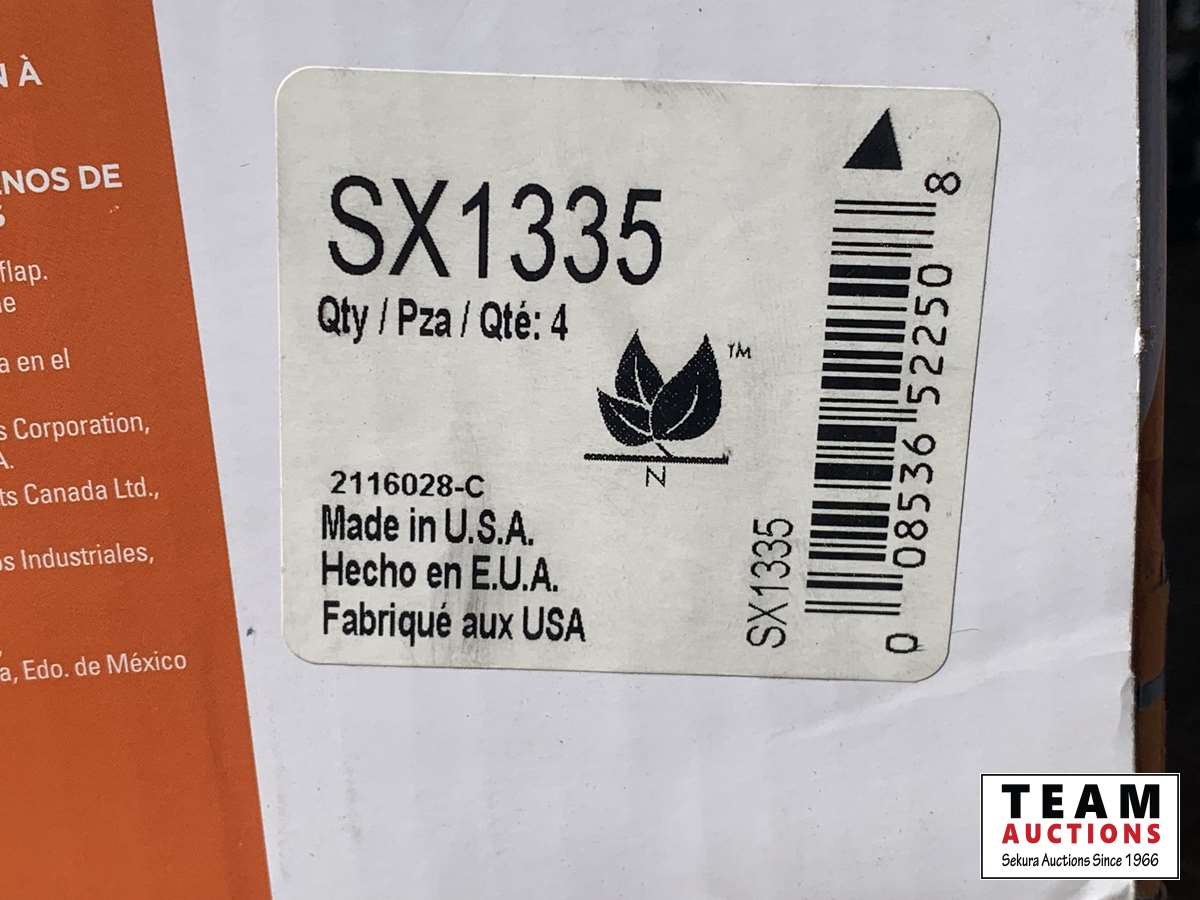 N À
ENOS DE
S
flap.
le
a en el
s Corporation,
A.
ts Canada Ltd.,
os Industriales,
a, Edo. de México
SX1335
Qty / Pza / Qté: 4
TM
N
2116028-C
Made in U.S.A.
Hecho en E.U.A.
Fabriqué aux USA
SX1335
0 08536 52250 8
TEAM
AUCTIONS
Sekura Auctions Since 1966